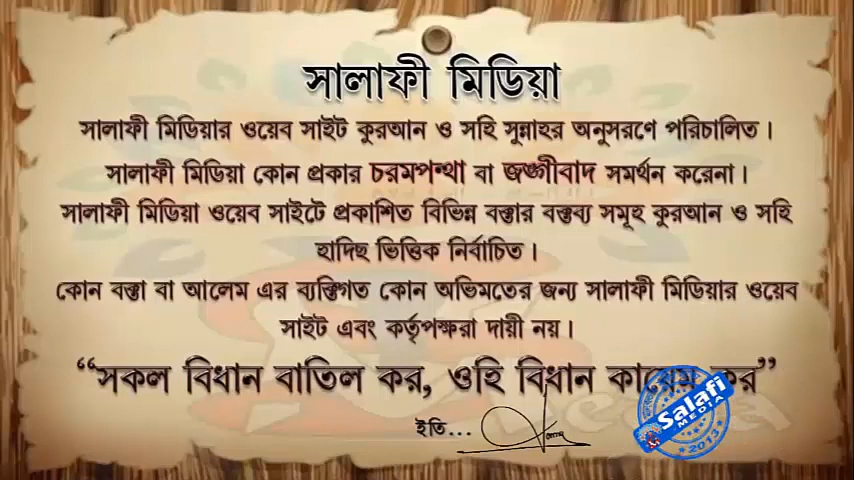 সালাফী মিডিয়া
সালাফী মিডিয়ার ওয়েব সাইট কুরআন ও সহি সুন্নাহর অনুসরণে পরিচালিত।
সালাফী মিডিয়া কোন প্রকার চরমপন্থা বা জঙ্গীবাদ সমর্থন করেনা।
সালাফী মিডিয়া ওয়েব সাইটে প্রকাশিত বিভিন্ন বক্তার বক্তব্য সমূহ কুরআন ও সহি
হাদিছ ভিত্তিক নির্বাচিত।
কোন বক্তা বা আলেম এর ব্যক্তিগত কোন অভিমতের জন্য সালাফী মিডিয়ার ওয়েব
সাইট এবং কর্তৃপক্ষরা দায়ী নয়।
“সকল বিধান বাতিল কর, ওহি বিধান কায়েম কর”
ইতি...
Salafi
MEDIA
2013